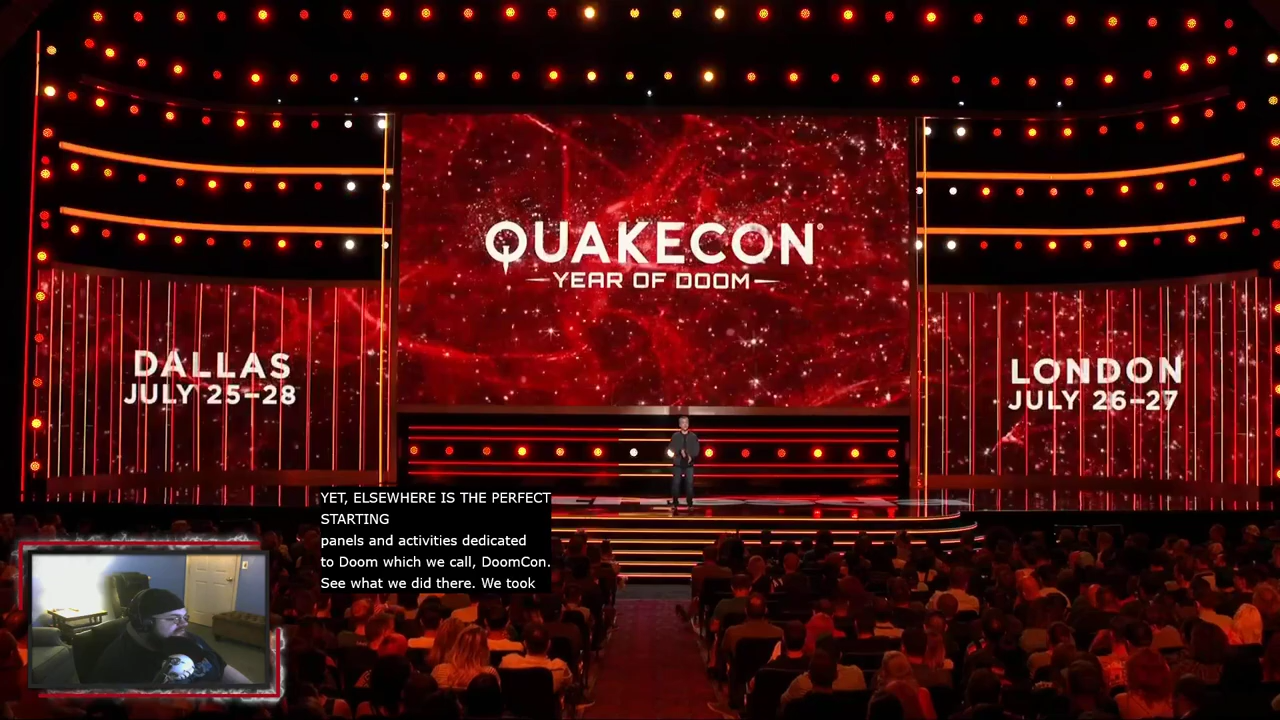 QUAKECON®
YEAR OF DOOM
DALLAS
JULY 25-28
LONDON
JULY 26-27
YET, ELSEWHERE IS THE PERFECT
STARTING
panels and activities dedicated
to Doom which we call, DoomCon.
See what we did there. We took